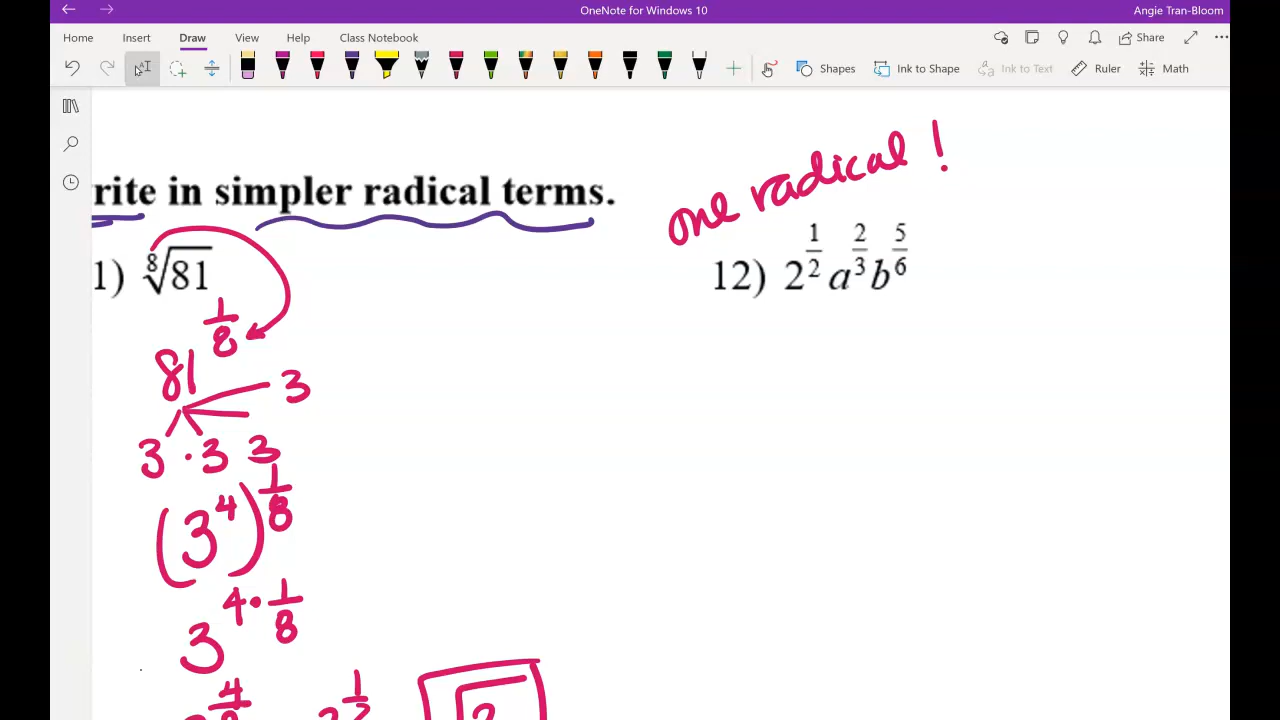 OneNote for Windows 10
Angie Tran-Bloom
Home Insert Draw View Help Class Notebook Share
Shapes Ink to Shape Ink to Text Ruler Math
one radical !
rite in simpler radical terms.
1) ⁸√81
12) 2^(1/2) a^(2/3) b^(5/6)
81^(1/8)
3
3 · 3 3
(3^4)^(1/8)
3^(4 · 1/8)